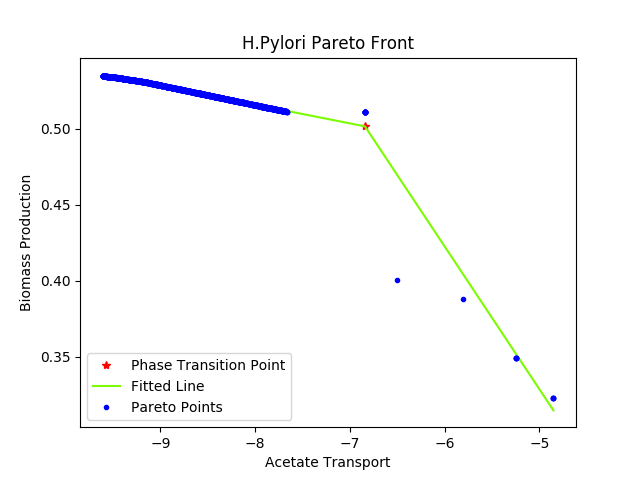 H.Pylori Pareto Front
0.50
0.45
0.40
0.35
Biomass Production
Phase Transition Point
Fitted Line
Pareto Points
−9 −8 −7 −6 −5
Acetate Transport